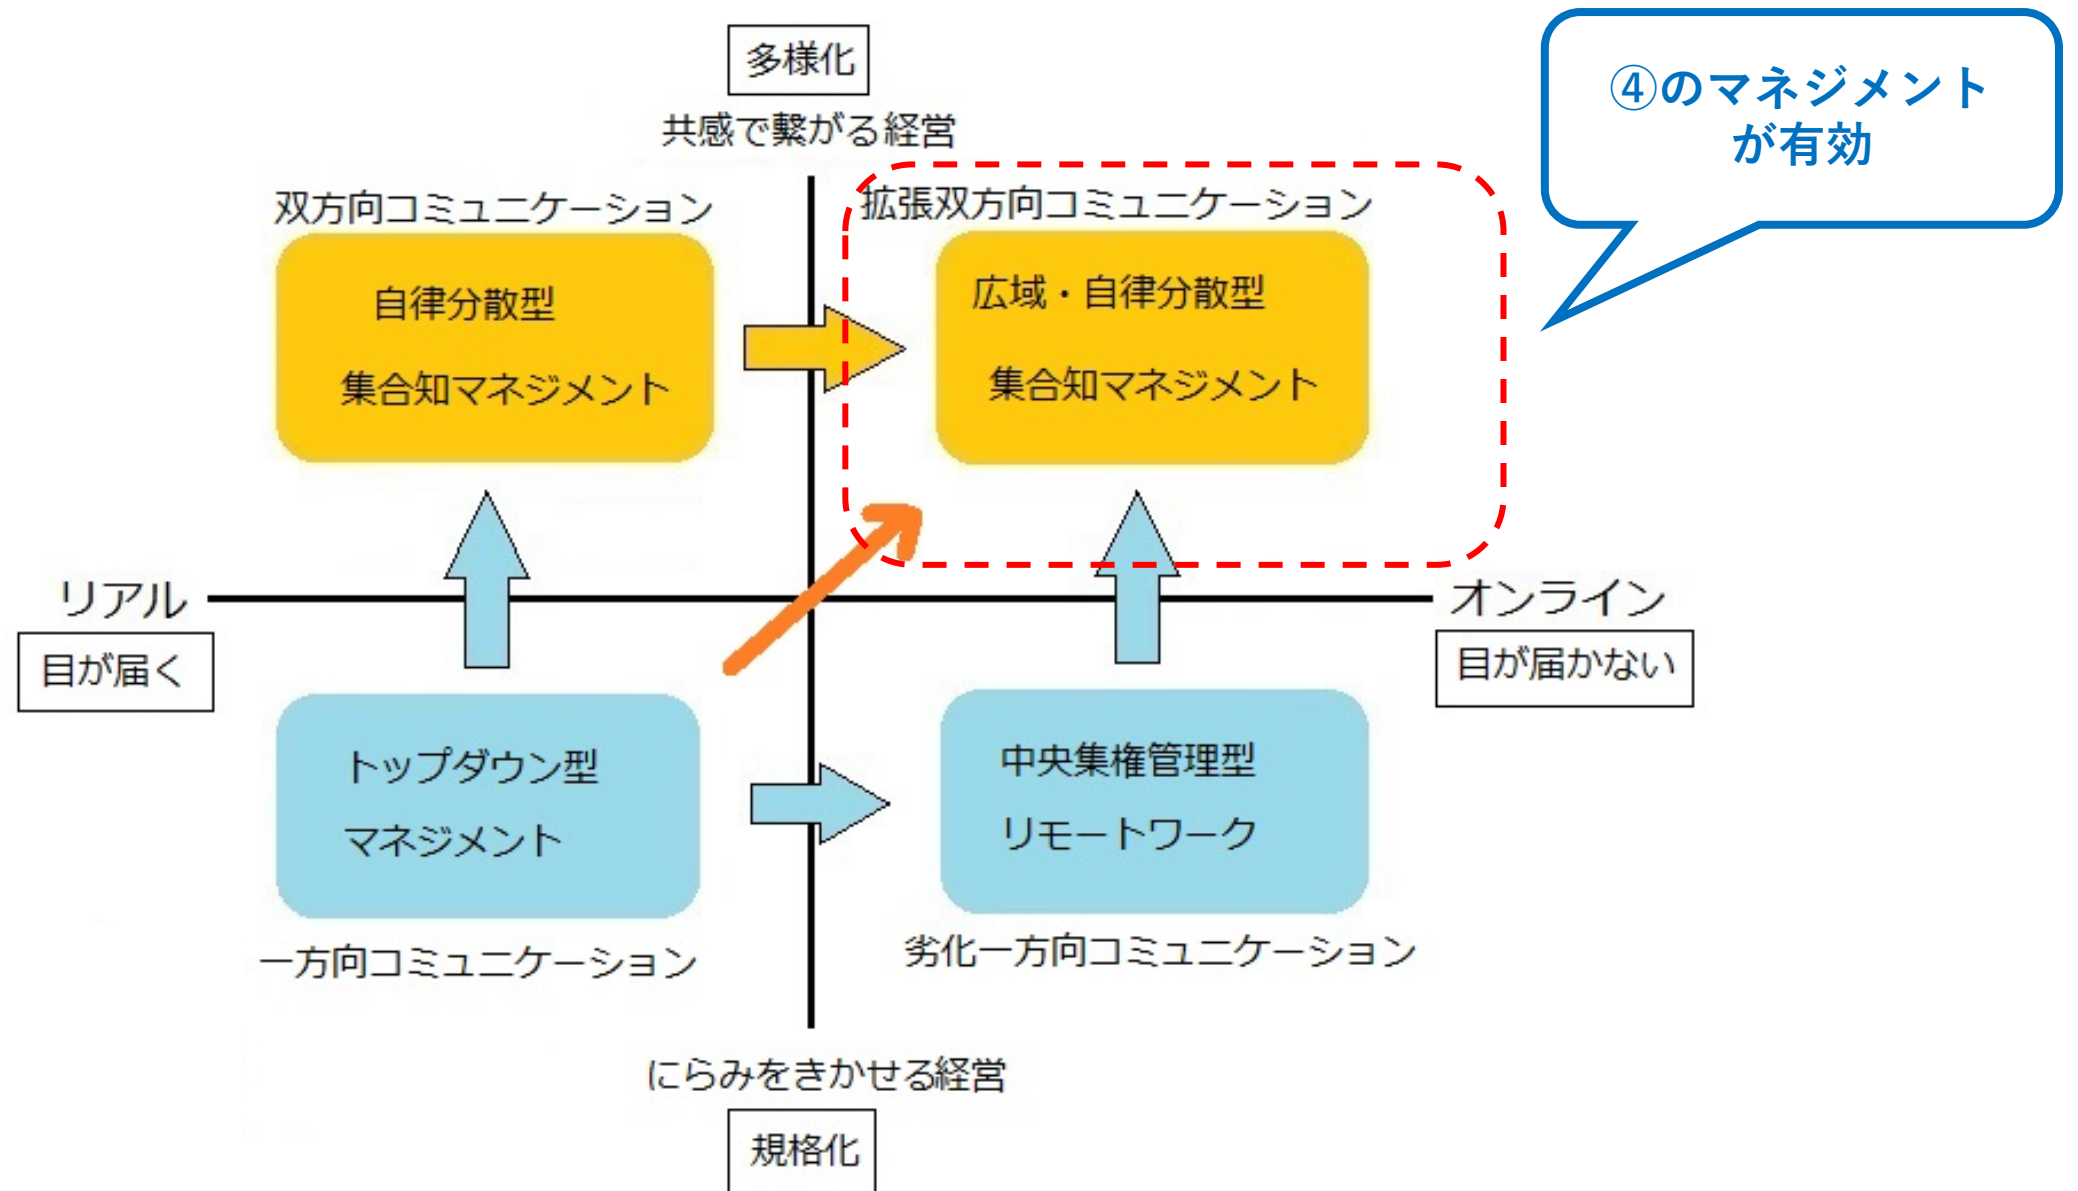 多様化
共感で繋がる経営
④のマネジメント
が有効
双方向コミュニケーション
拡張双方向コミュニケーション
自律分散型
集合知マネジメント
広域・自律分散型
集合知マネジメント
リアル
目が届く
オンライン
目が届かない
トップダウン型
マネジメント
中央集権管理型
リモートワーク
一方向コミュニケーション
劣化一方向コミュニケーション
にらみをきかせる経営
規格化